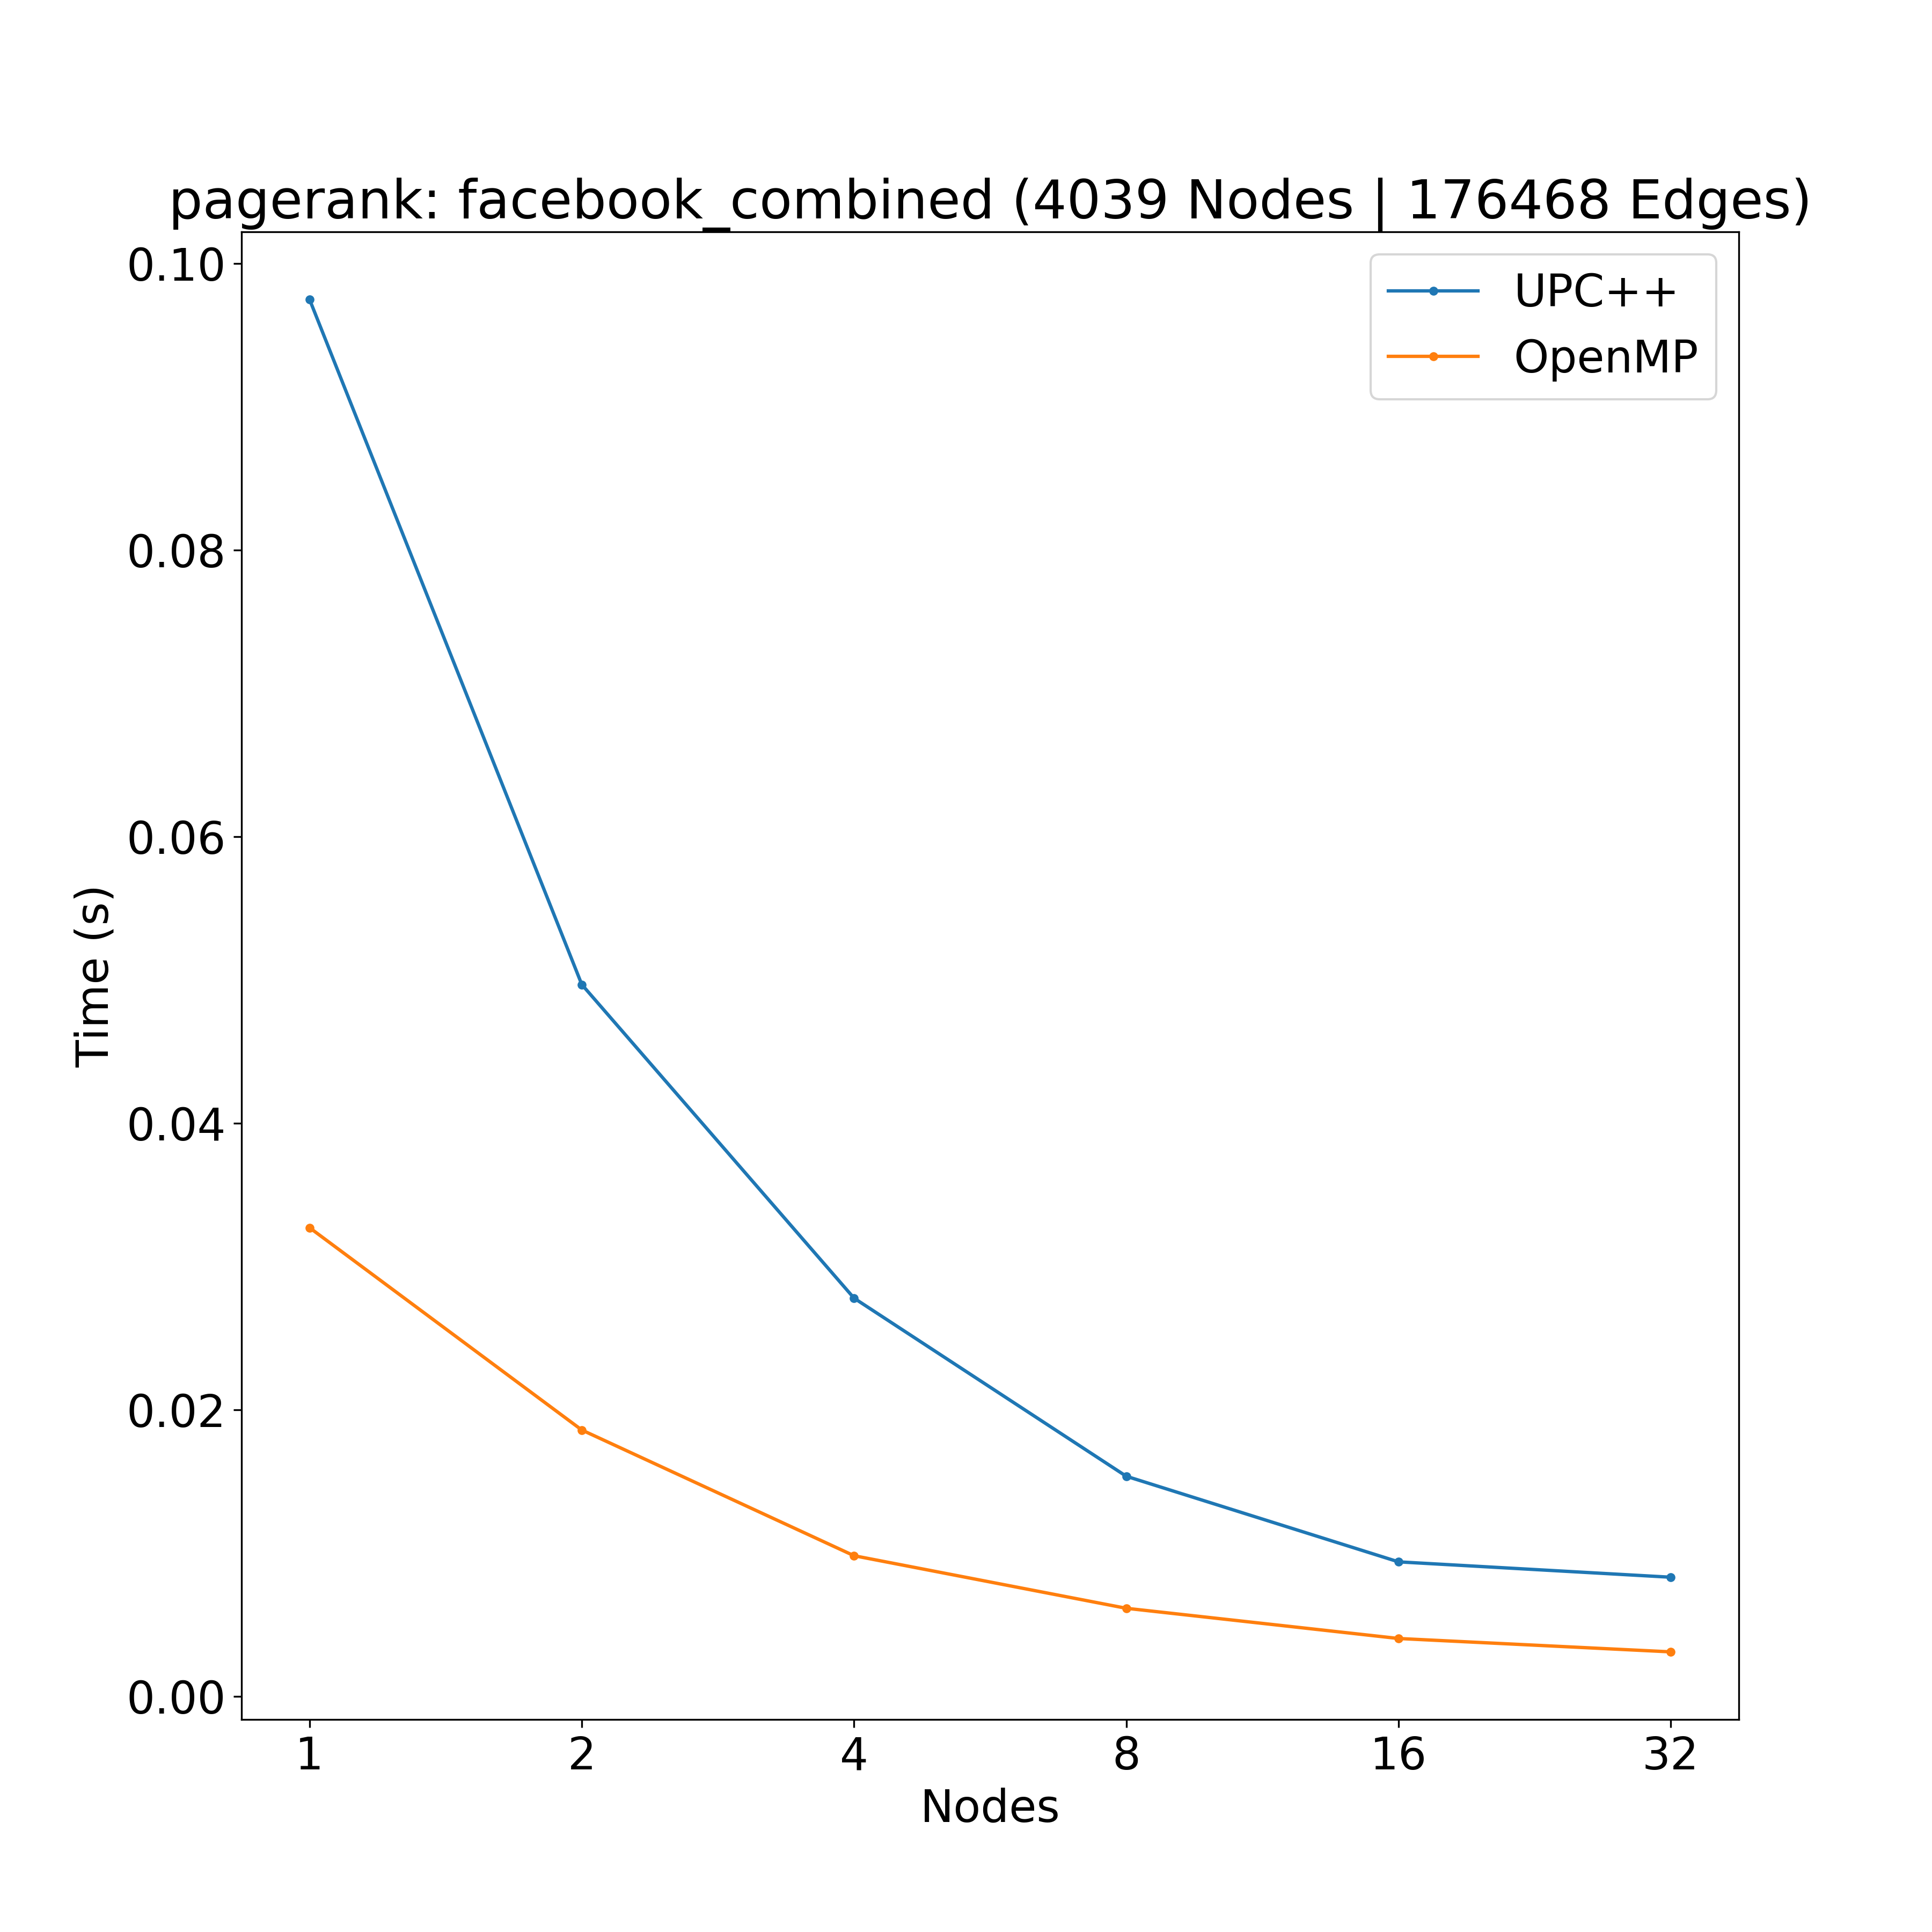 pagerank: facebook_combined (4039 Nodes | 176468 Edges)
UPC++
OpenMP
0.10
0.08
0.06
0.04
0.02
0.00
Time (s)
1 2 4 8 16 32
Nodes